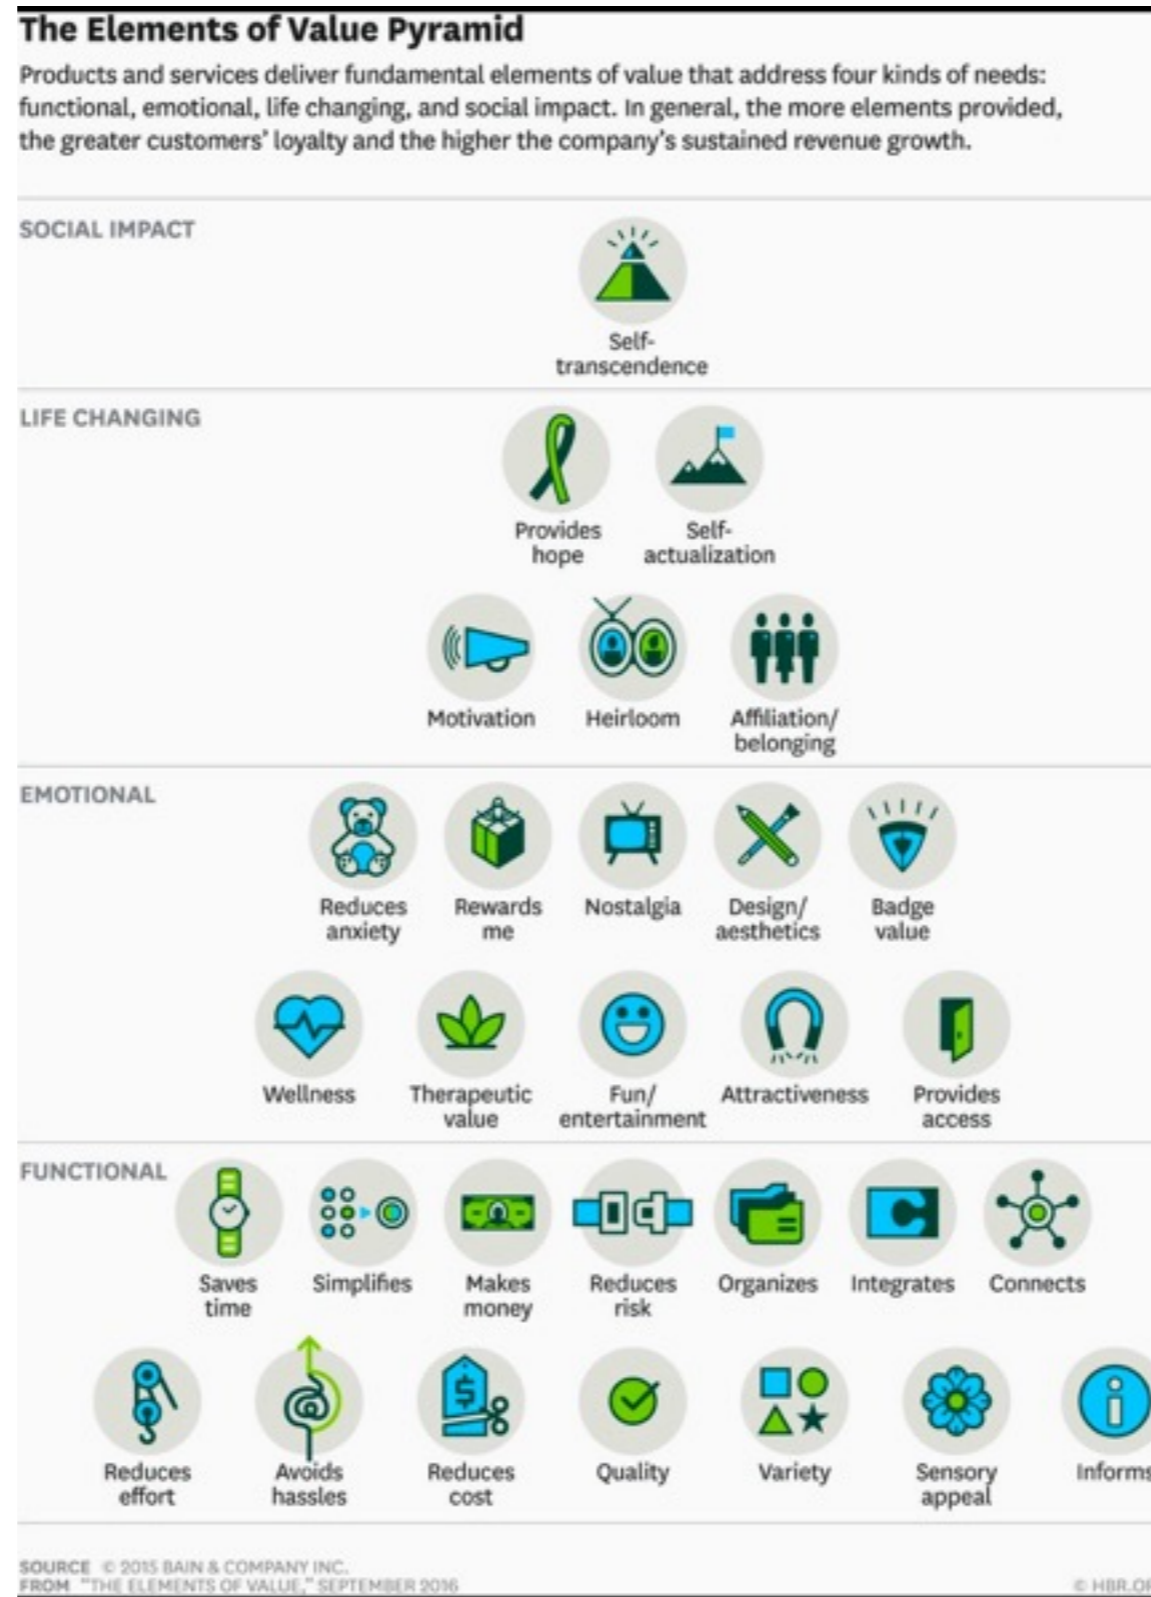 The Elements of Value Pyramid
Products and services deliver fundamental elements of value that address four kinds of needs:
functional, emotional, life changing, and social impact. In general, the more elements provided,
the greater customers' loyalty and the higher the company's sustained revenue growth.
SOCIAL IMPACT
Self-
transcendence
LIFE CHANGING
Provides
hope
Self-
actualization
Motivation
Heirloom
Affiliation/
belonging
EMOTIONAL
Reduces
anxiety
Rewards
me
Nostalgia
Design/
aesthetics
Badge
value
Wellness
Therapeutic
value
Fun/
entertainment
Attractiveness
Provides
access
FUNCTIONAL
Saves
time
Simplifies
Makes
money
Reduces
risk
Organizes
Integrates
Connects
Reduces
effort
Avoids
hassles
$
Reduces
cost
Quality
Variety
Sensory
appeal
i
Informs
SOURCE © 2015 BAIN & COMPANY INC.
FROM "THE ELEMENTS OF VALUE," SEPTEMBER 2016
© HBR.OR